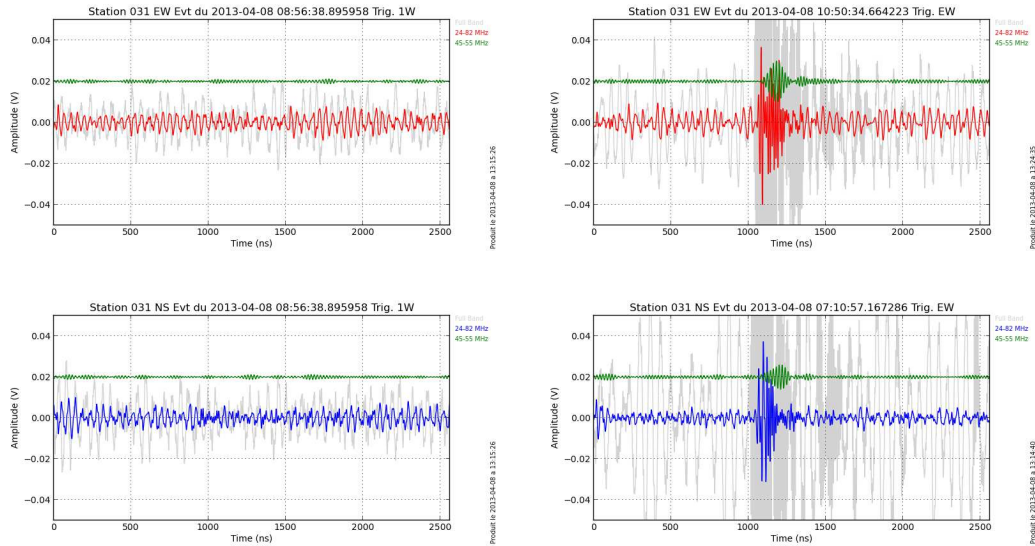 Station 031 EW Evt du 2013-04-08 08:56:38.895958 Trig. 1W
Full Band
24-82 MHz
45-55 MHz
0.04
0.02
0.00
−0.02
−0.04
Amplitude (V)
0 500 1000 1500 2000 2500
Time (ns)
Produit le 2013-04-08 a 13:15:26
Station 031 EW Evt du 2013-04-08 10:50:34.664223 Trig. EW
Full Band
24-82 MHz
45-55 MHz
0.04
0.02
0.00
−0.02
−0.04
Amplitude (V)
0 500 1000 1500 2000 2500
Time (ns)
Produit le 2013-04-08 a 13:24:35
Station 031 NS Evt du 2013-04-08 08:56:38.895958 Trig. 1W
Full Band
24-82 MHz
45-55 MHz
0.04
0.02
0.00
−0.02
−0.04
Amplitude (V)
0 500 1000 1500 2000 2500
Time (ns)
Produit le 2013-04-08 a 13:15:26
Station 031 NS Evt du 2013-04-08 07:10:57.167286 Trig. EW
Full Band
24-82 MHz
45-55 MHz
0.04
0.02
0.00
−0.02
−0.04
Amplitude (V)
0 500 1000 1500 2000 2500
Time (ns)
Produit le 2013-04-08 a 13:14:40